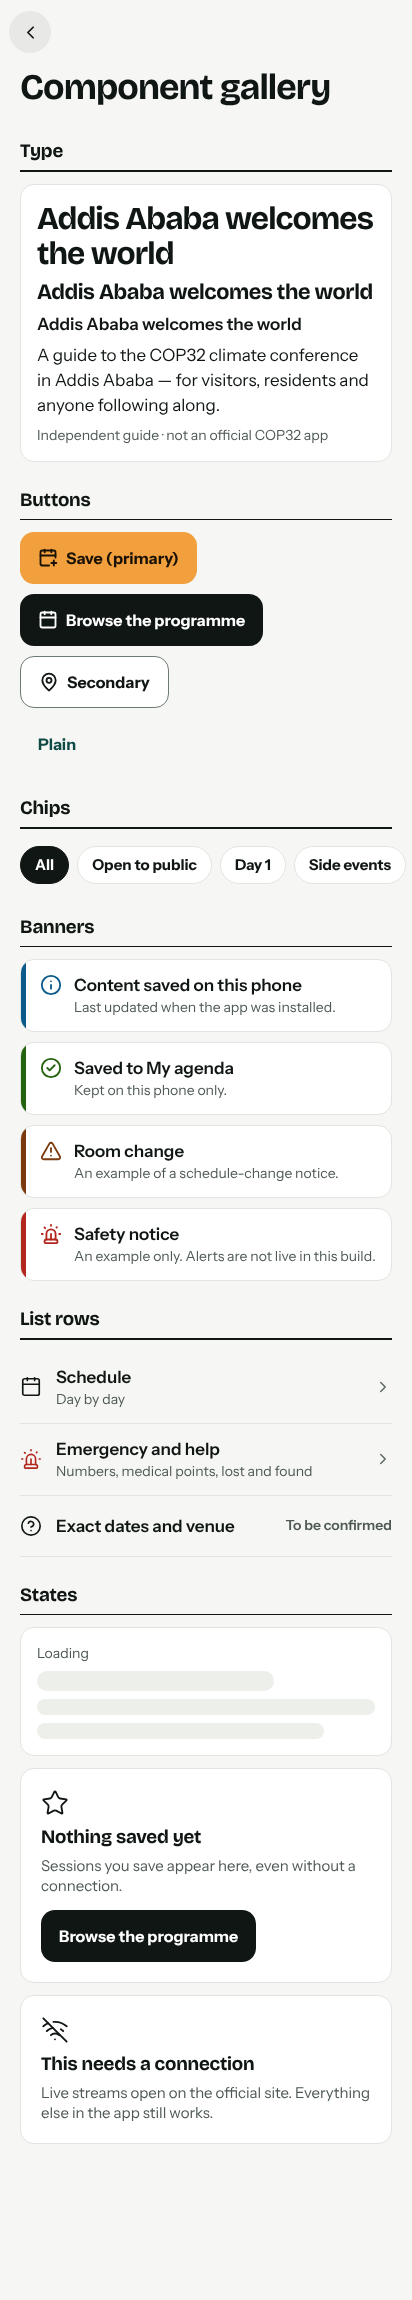 Component gallery
Type
Addis Ababa welcomes
the world
Addis Ababa welcomes the world
Addis Ababa welcomes the world
A guide to the COP32 climate conference
in Addis Ababa — for visitors, residents and
anyone following along.
Independent guide · not an official COP32 app
Buttons
Save (primary)
Browse the programme
Secondary
Plain
Chips
All
Open to public
Day 1
Side events
Banners
Content saved on this phone
Last updated when the app was installed.
Saved to My agenda
Kept on this phone only.
Room change
An example of a schedule-change notice.
Safety notice
An example only. Alerts are not live in this build.
List rows
Schedule
Day by day
Emergency and help
Numbers, medical points, lost and found
Exact dates and venue
To be confirmed
States
Loading
Nothing saved yet
Sessions you save appear here, even without a
connection.
Browse the programme
This needs a connection
Live streams open on the official site. Everything
else in the app still works.